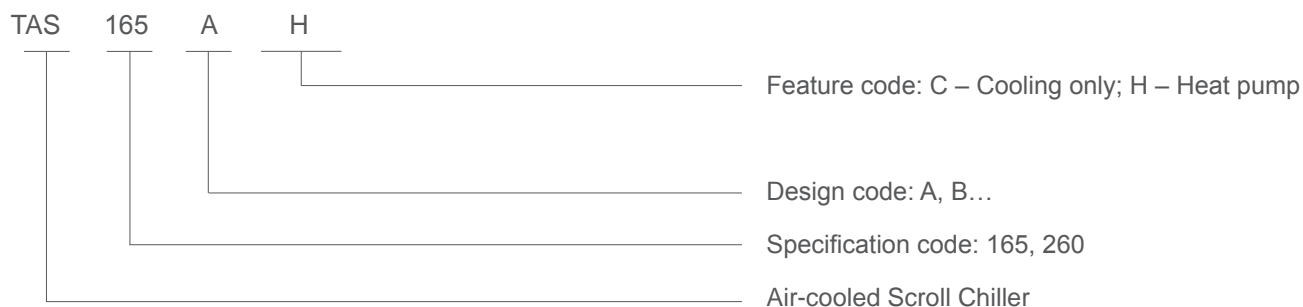 TAS 165 A H
Feature code: C – Cooling only; H – Heat pump
Design code: A, B…
Specification code: 165, 260
Air-cooled Scroll Chiller